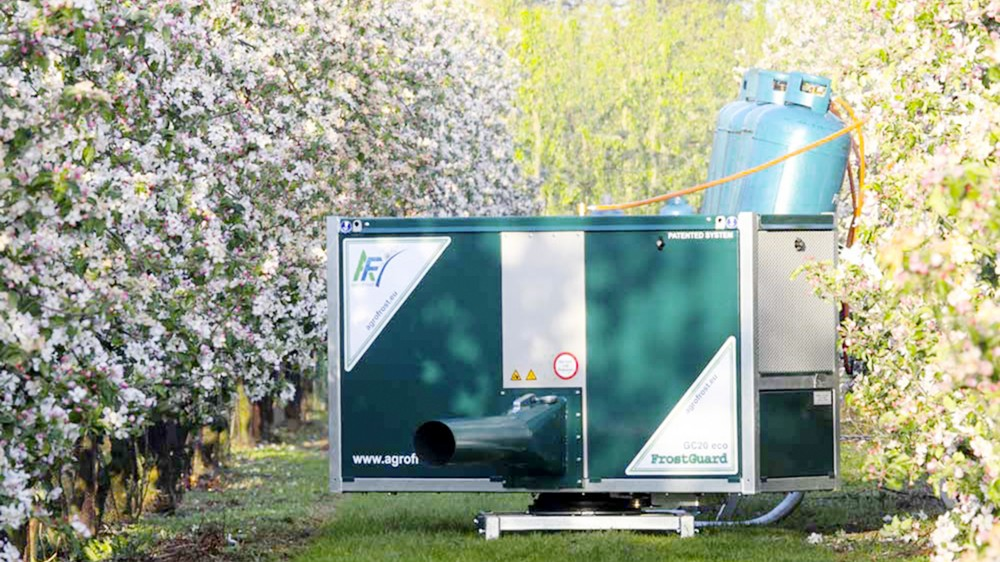 PATENTED SYSTEM
AF
agrofrost.eu
agrofrost.eu
GC20 eco
FrostGuard
www.agrofr